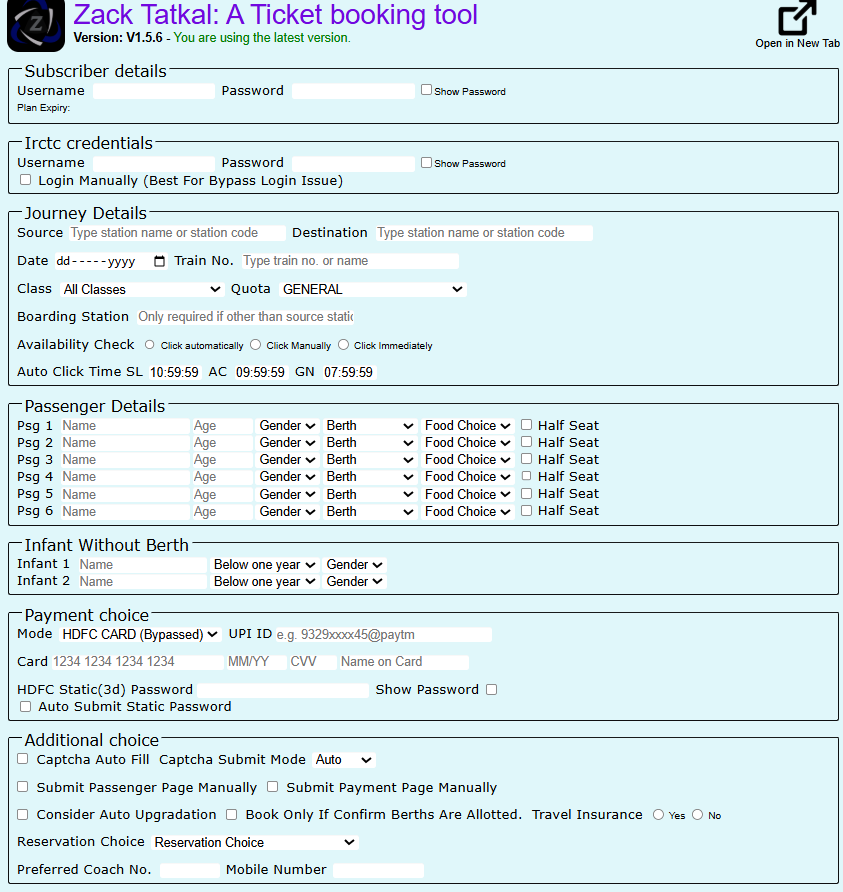 Z
Zack Tatkal: A Ticket booking tool
Version: V1.5.6 - You are using the latest version.
Open in New Tab
Subscriber details
Username Password Show Password
Plan Expiry:
Irctc credentials
Username Password Show Password
Login Manually (Best For Bypass Login Issue)
Journey Details
Source Type station name or station code Destination Type station name or station code
Date dd-----yyyy Train No. Type train no. or name
Class All Classes Quota GENERAL
Boarding Station Only required if other than source static
Availability Check Click automatically Click Manually Click Immediately
Auto Click Time SL 10:59:59 AC 09:59:59 GN 07:59:59
Passenger Details
Psg 1 Name Age Gender Berth Food Choice Half Seat
Psg 2 Name Age Gender Berth Food Choice Half Seat
Psg 3 Name Age Gender Berth Food Choice Half Seat
Psg 4 Name Age Gender Berth Food Choice Half Seat
Psg 5 Name Age Gender Berth Food Choice Half Seat
Psg 6 Name Age Gender Berth Food Choice Half Seat
Infant Without Berth
Infant 1 Name Below one year Gender
Infant 2 Name Below one year Gender
Payment choice
Mode HDFC CARD (Bypassed) UPI ID e.g. 9329xxxx45@paytm
Card 1234 1234 1234 1234 MM/YY CVV Name on Card
HDFC Static(3d) Password Show Password
Auto Submit Static Password
Additional choice
Captcha Auto Fill Captcha Submit Mode Auto
Submit Passenger Page Manually Submit Payment Page Manually
Consider Auto Upgradation Book Only If Confirm Berths Are Allotted. Travel Insurance Yes No
Reservation Choice Reservation Choice
Preferred Coach No. Mobile Number